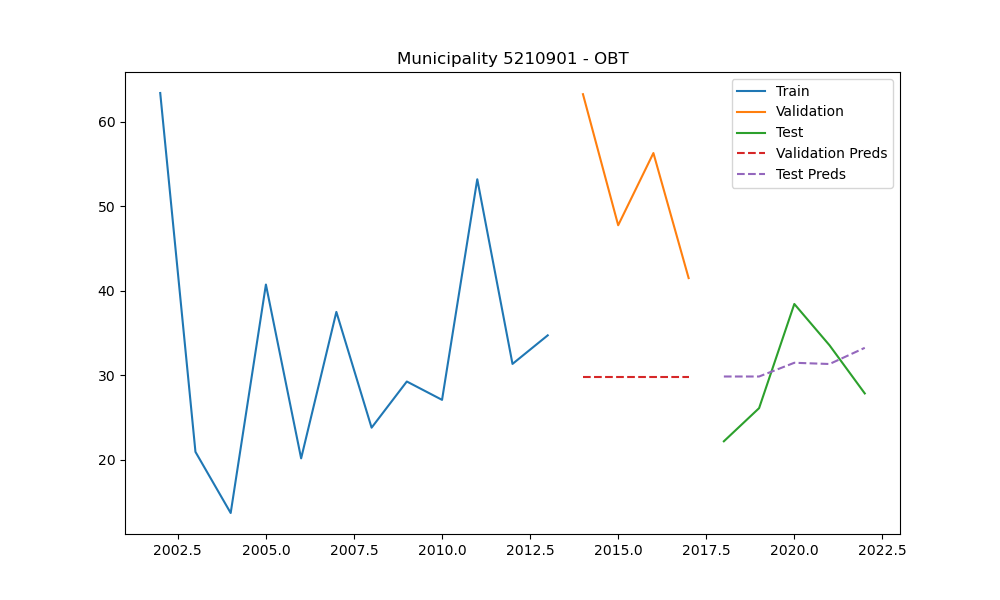 Municipality 5210901 - OBT
Train
Validation
Test
Validation Preds
Test Preds
60
50
40
30
20
2002.5 2005.0 2007.5 2010.0 2012.5 2015.0 2017.5 2020.0 2022.5